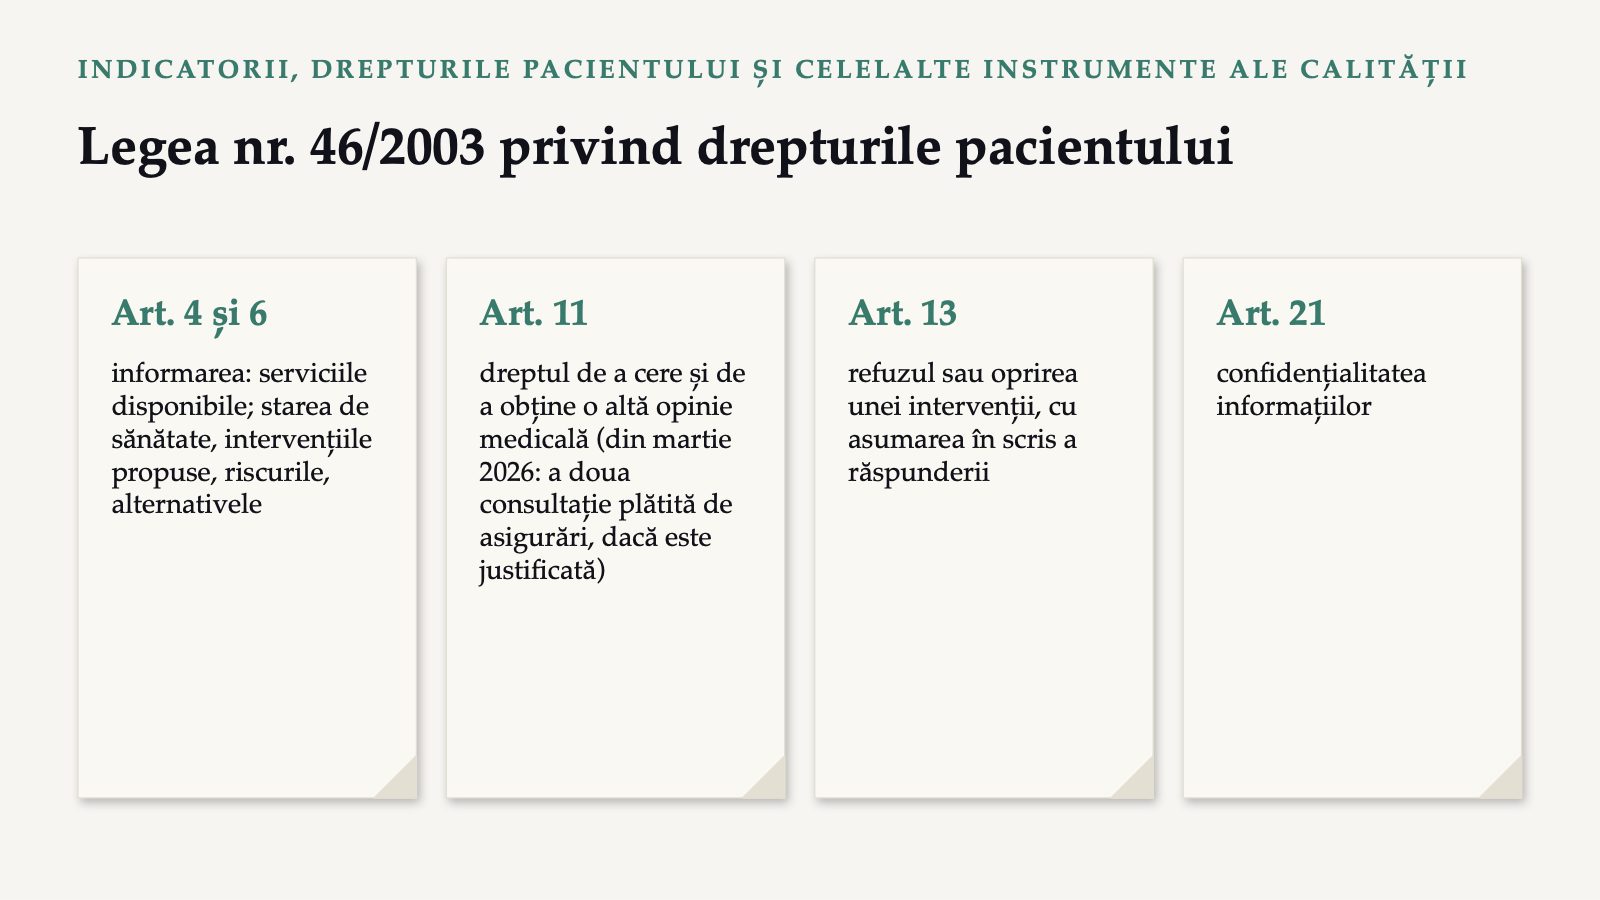 INDICATORII, DREPTURILE PACIENTULUI ȘI CELELALTE INSTRUMENTE ALE CALITĂȚII
Legea nr. 46/2003 privind drepturile pacientului
Art. 4 și 6
informarea: serviciile
disponibile; starea de
sănătate, intervențiile
propuse, riscurile,
alternativele
Art. 11
dreptul de a cere și de
a obține o altă opinie
medicală (din martie
2026: a doua
consultație plătită de
asigurări, dacă este
justificată)
Art. 13
refuzul sau oprirea
unei intervenții, cu
asumarea în scris a
răspunderii
Art. 21
confidențialitatea
informațiilor